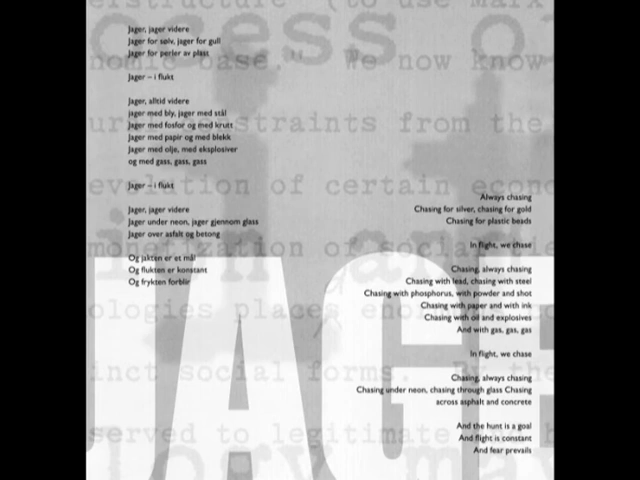 Jager, jager videre
Jager for sølv, jager for gull
Jager for perler av plast
Jager – i flukt
Jager, alltid videre
jager med bly, jager med stål
Jager med fosfor og med krutt
Jager med papir og med blekk
Jager med olje, med eksplosiver
og med gass, gass, gass
Jager – i flukt
Jager, jager videre
Jager under neon, jager gjennom glass
Jager over asfalt og betong
Og jakten er et mål
Og flukten er konstant
Og frykten forblir
Always chasing
Chasing for silver, chasing for gold
Chasing for plastic beads
In flight, we chase
Chasing, always chasing
Chasing with lead, chasing with steel
Chasing with phosphorus, with powder and shot
Chasing with paper and with ink
Chasing with oil and explosives
And with gas, gas, gas
In flight, we chase
Chasing, always chasing
Chasing under neon, chasing through glass Chasing
across asphalt and concrete
And the hunt is a goal
And flight is constant
And fear prevails
erstructure (to use Marx
ocess o
nomic base." We now know
straints from the
evolution of certain econo
monetization of social
ologies places
inct social forms. By
served to legitimate
ology may
JAGE